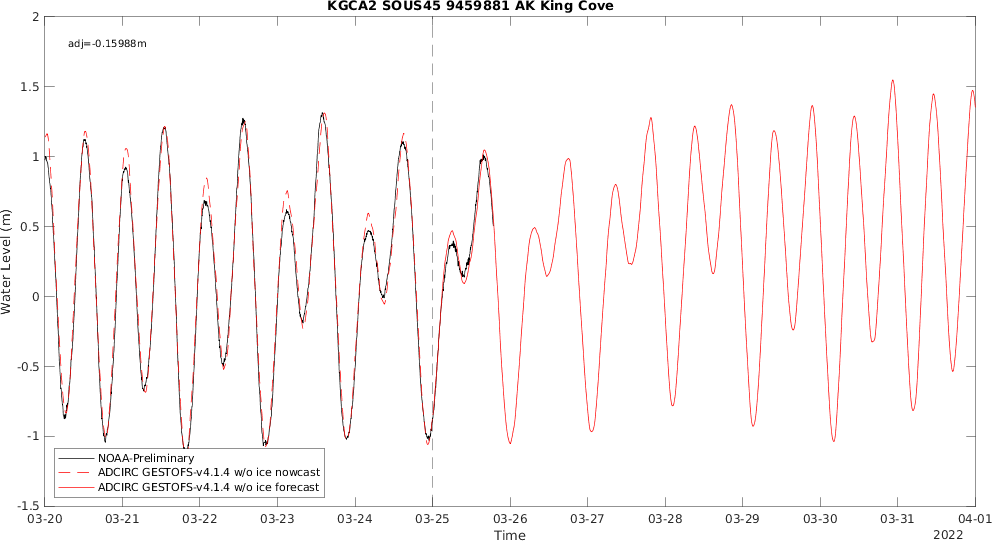 KGCA2 SOUS45 9459881 AK King Cove
adj=-0.15988m
Water Level (m)
2
1.5
1
0.5
0
-0.5
-1
-1.5
NOAA-Preliminary
ADCIRC GESTOFS-v4.1.4 w/o ice nowcast
ADCIRC GESTOFS-v4.1.4 w/o ice forecast
03-20 03-21 03-22 03-23 03-24 03-25 03-26 03-27 03-28 03-29 03-30 03-31 04-01
Time
2022